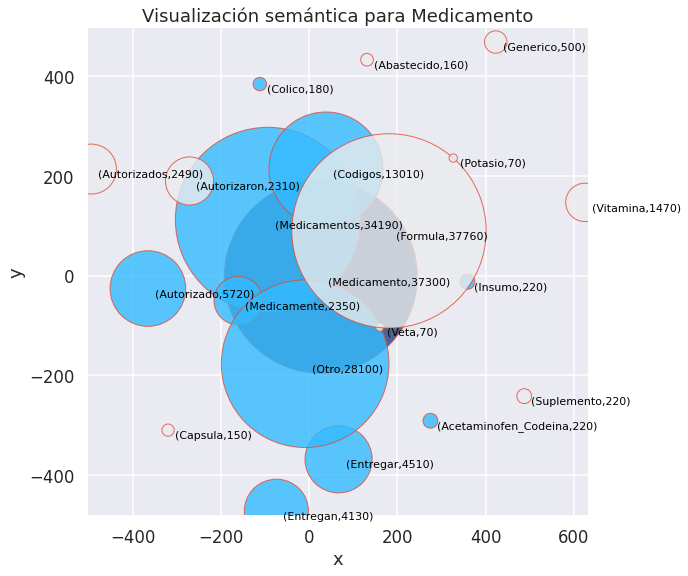 Visualización semántica para Medicamento
(Generico,500)
(Abastecido,160)
400
(Colico,180)
(Potasio,70)
(Autorizados,2490)
(Codigos,13010)
200
(Autorizaron,2310)
(Vitamina,1470)
(Medicamentos,34190)
(Formula,37760)
y
0
(Medicamento,37300)
(Insumo,220)
(Autorizado,5720)
(Medicamente,2350)
(Veta,70)
(Otro,28100)
−200
(Suplemento,220)
(Acetaminofen_Codeina,220)
(Capsula,150)
(Entregar,4510)
−400
(Entregan,4130)
−400 −200 0 200 400 600
x